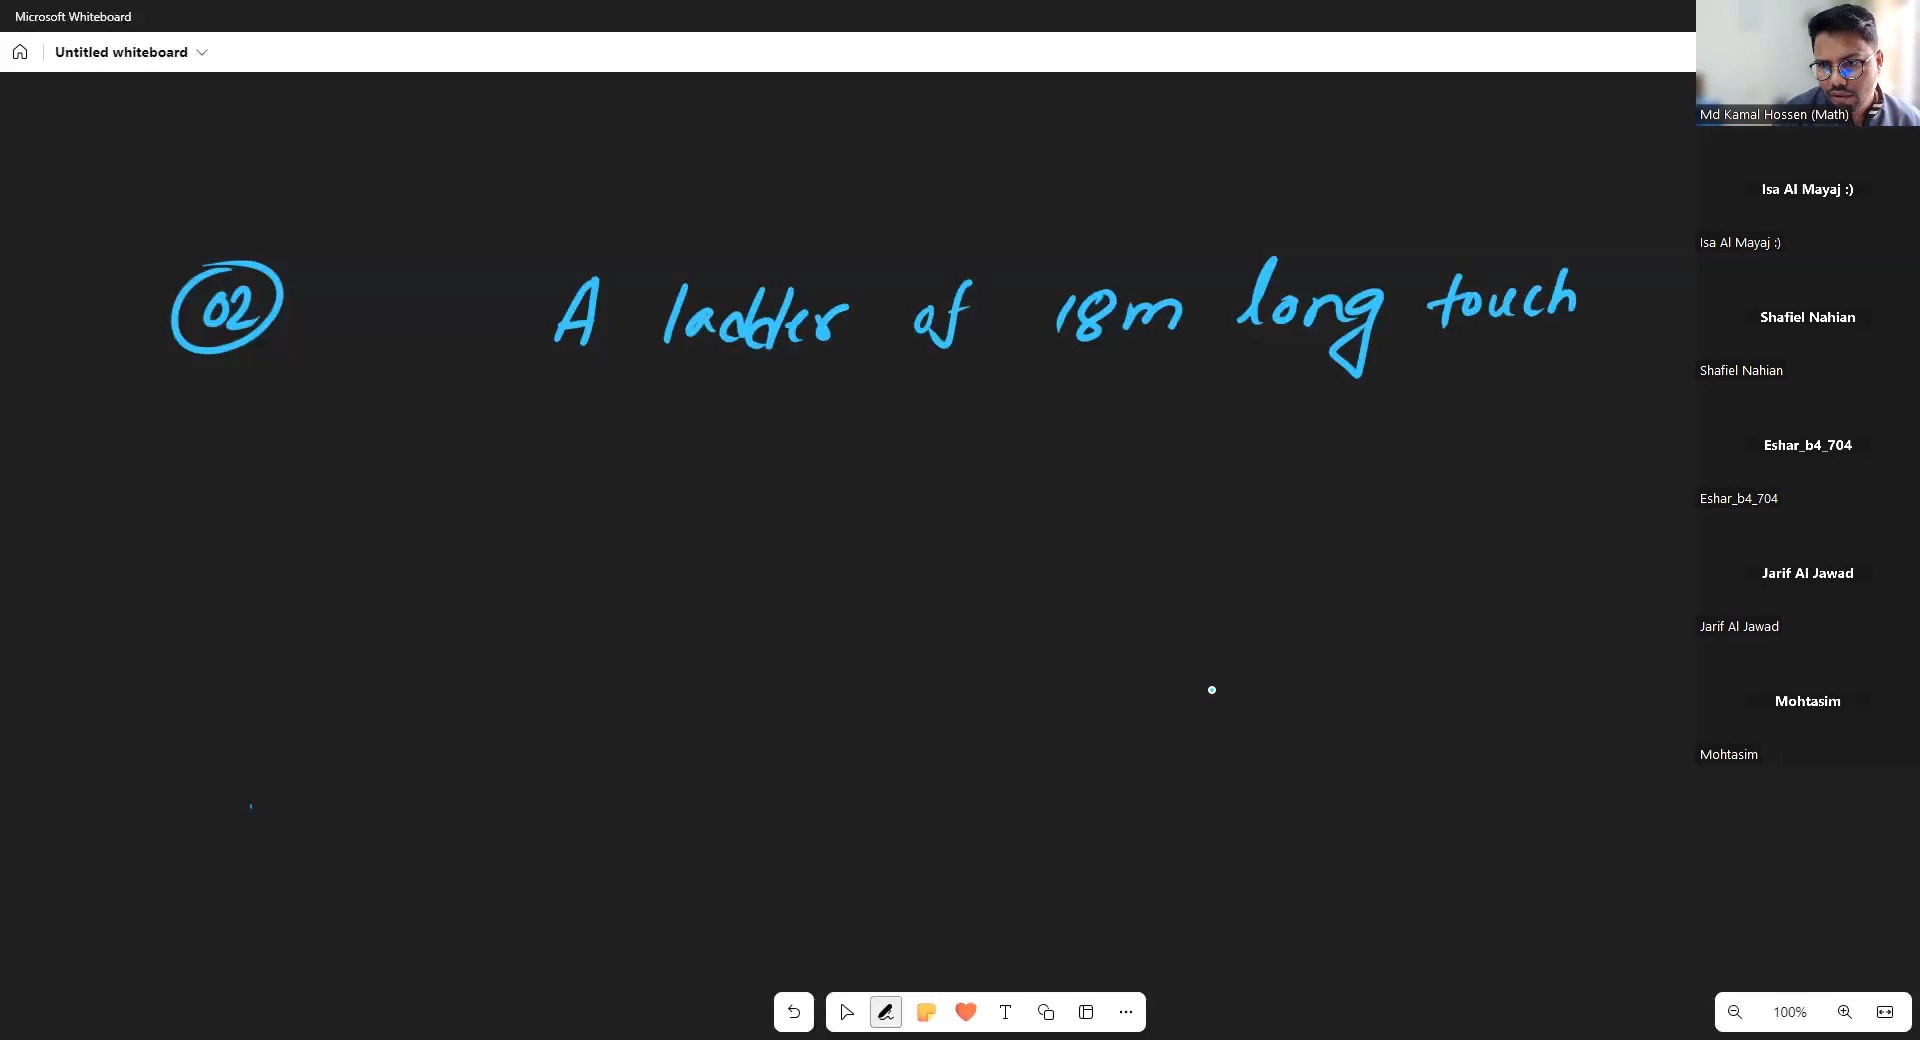 Microsoft Whiteboard
Untitled whiteboard
Md Kamal Hossen (Math)
02 A ladder of 18m long touch
Isa Al Mayaj :)
Isa Al Mayaj :)
Shafiel Nahian
Shafiel Nahian
Eshar_b4_704
Eshar_b4_704
Jarif Al Jawad
Jarif Al Jawad
Mohtasim
Mohtasim
T
100%